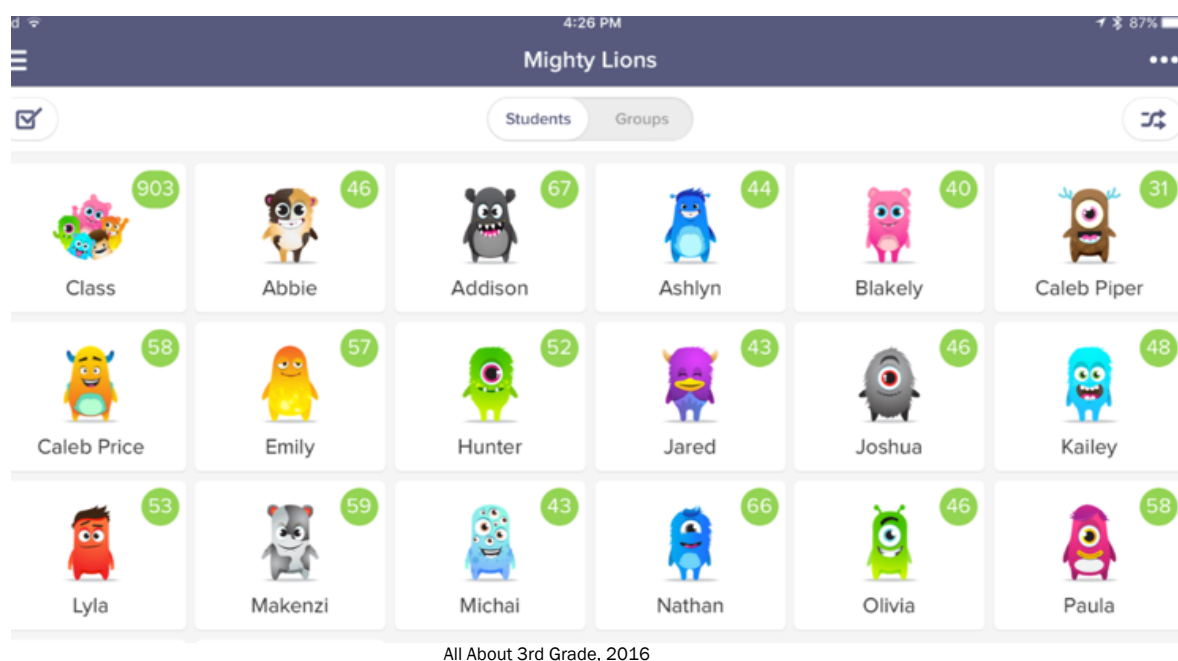 d 4:26 PM 87%
Mighty Lions
Students Groups
903 46 67 44 40 31
Class Abbie Addison Ashlyn Blakely Caleb Piper
58 57 52 43 46 48
Caleb Price Emily Hunter Jared Joshua Kailey
53 59 43 66 46 58
Lyla Makenzi Michai Nathan Olivia Paula
All About 3rd Grade, 2016